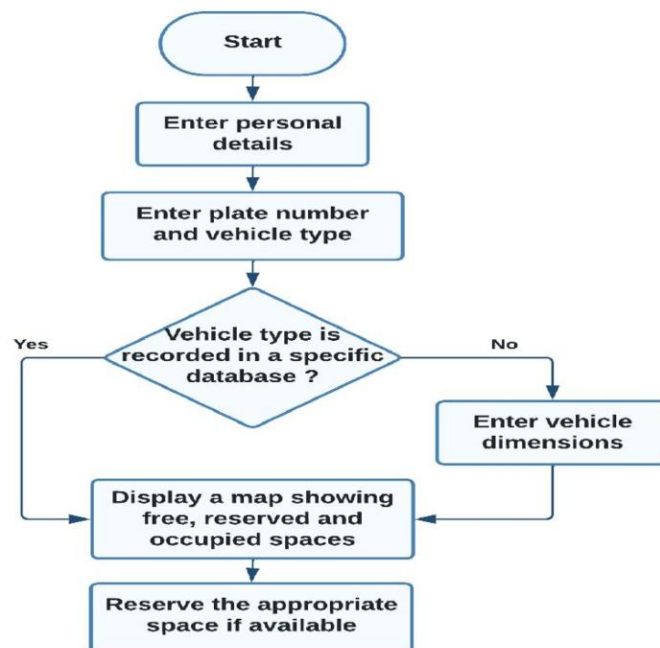 Start
Enter personal
details
Enter plate number
and vehicle type
Vehicle type is
recorded in a specific
database ?
Yes
No
Enter vehicle
dimensions
Display a map showing
free, reserved and
occupied spaces
Reserve the appropriate
space if available